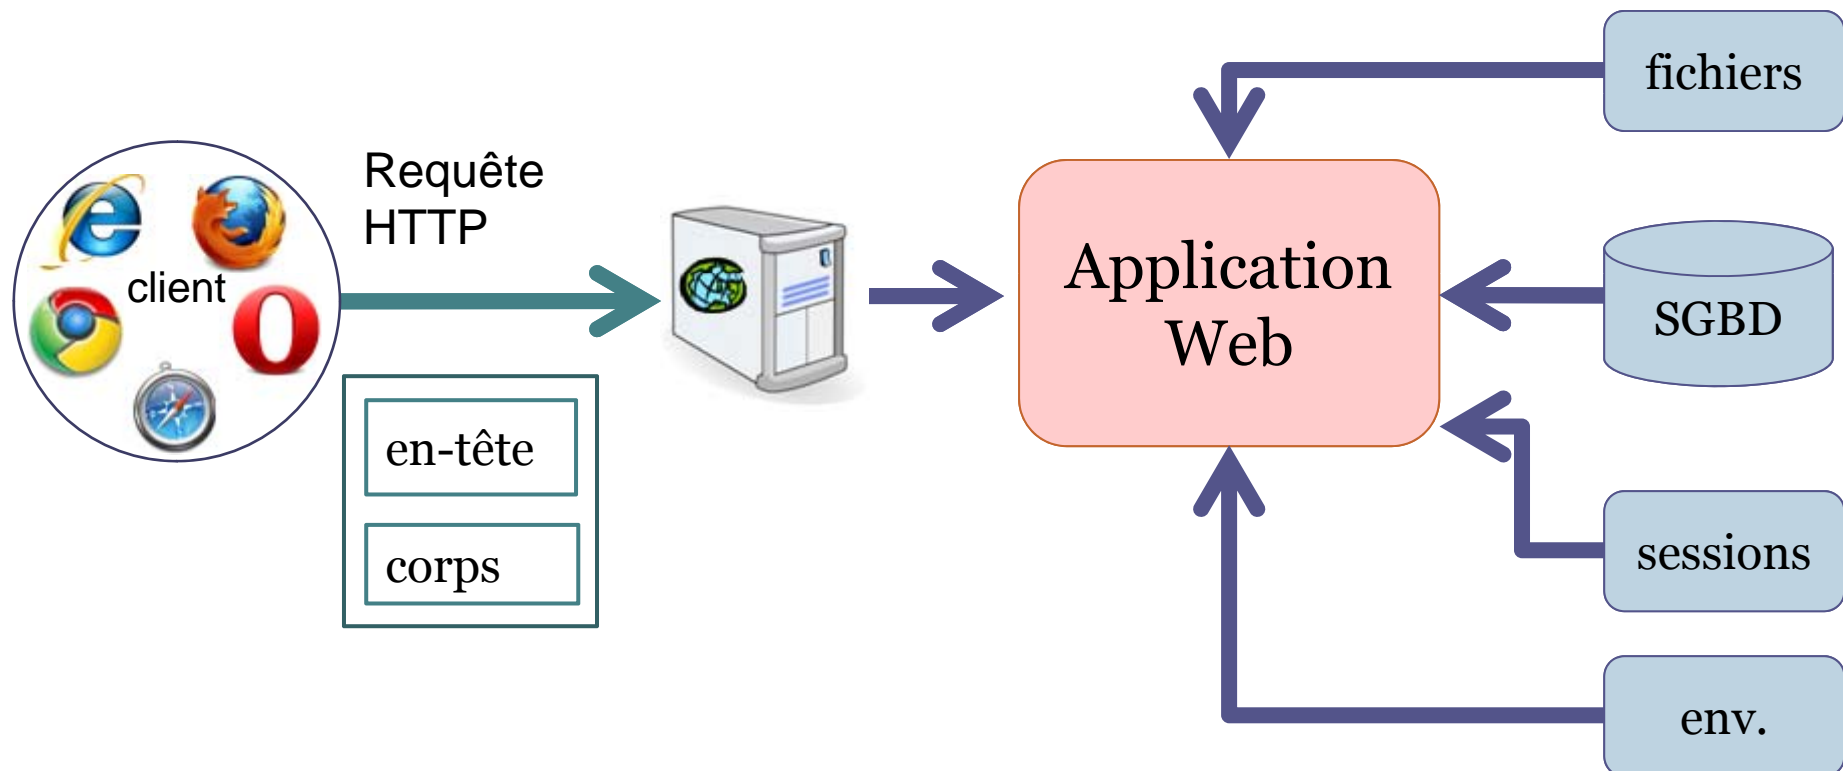 Requête
HTTP
client
en-tête
corps
Application
Web
fichiers
SGBD
sessions
env.